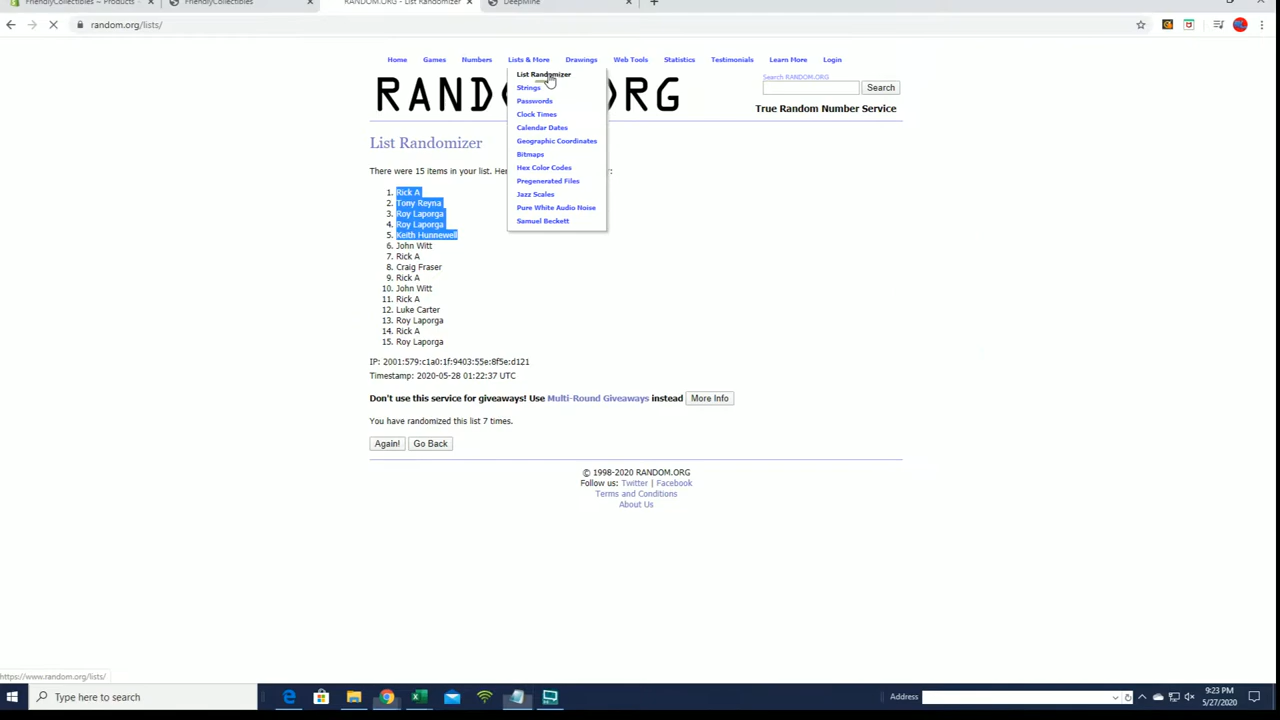 FriendlyCollectibles ~ Products
FriendlyCollectibles
RANDOM.ORG - List Randomizer
DeepMine
random.org/lists/
Home Games Numbers Lists & More Drawings Web Tools Statistics Testimonials Learn More Login
List Randomizer
Strings
Passwords
Clock Times
Calendar Dates
Geographic Coordinates
Bitmaps
Hex Color Codes
Pregenerated Files
Jazz Scales
Pure White Audio Noise
Samuel Beckett
RAND RG
Search RANDOM.ORG
Search
True Random Number Service
List Randomizer
There were 15 items in your list. Her :
1. Rick A
2. Tony Reyna
3. Roy Laporga
4. Roy Laporga
5. Keith Hunnewell
6. John Witt
7. Rick A
8. Craig Fraser
9. Rick A
10. John Witt
11. Rick A
12. Luke Carter
13. Roy Laporga
14. Rick A
15. Roy Laporga
IP: 2001:579:c1a0:1f:9403:55e:8f5e:d121
Timestamp: 2020-05-28 01:22:37 UTC
Don't use this service for giveaways! Use Multi-Round Giveaways instead More Info
You have randomized this list 7 times.
Again! Go Back
© 1998-2020 RANDOM.ORG
Follow us: Twitter | Facebook
Terms and Conditions
About Us
https://www.random.org/lists/
Type here to search
Address
9:23 PM
5/27/2020